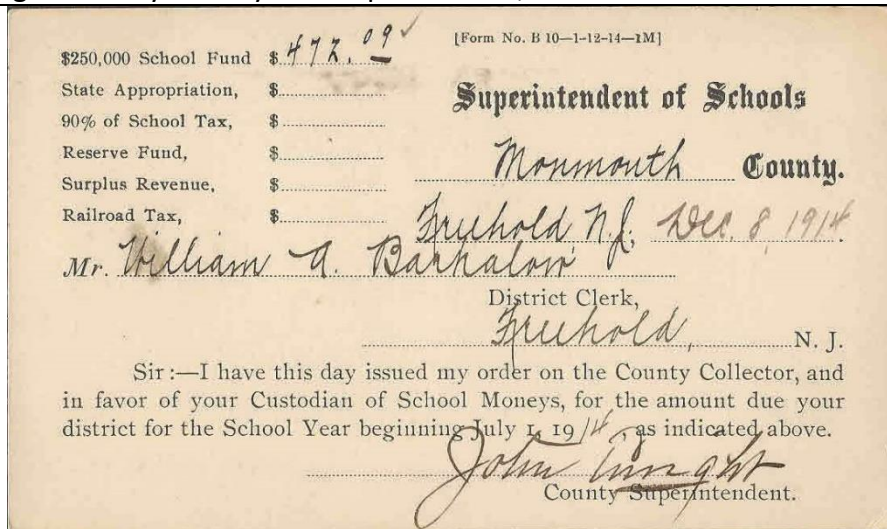 [Form No. B 10—1-12-14—1M]
$250,000 School Fund $ 472.09 ✓
State Appropriation, $
90% of School Tax, $
Reserve Fund, $
Surplus Revenue, $
Railroad Tax, $
Superintendent of Schools
Monmouth County.
Freehold N.J., Dec. 8, 1914.
Mr. William A. Barkalow
District Clerk,
Freehold, N. J.
Sir:—I have this day issued my order on the County Collector, and
in favor of your Custodian of School Moneys, for the amount due your
district for the School Year beginning July 1, 1914, as indicated above.
John
County Superintendent.